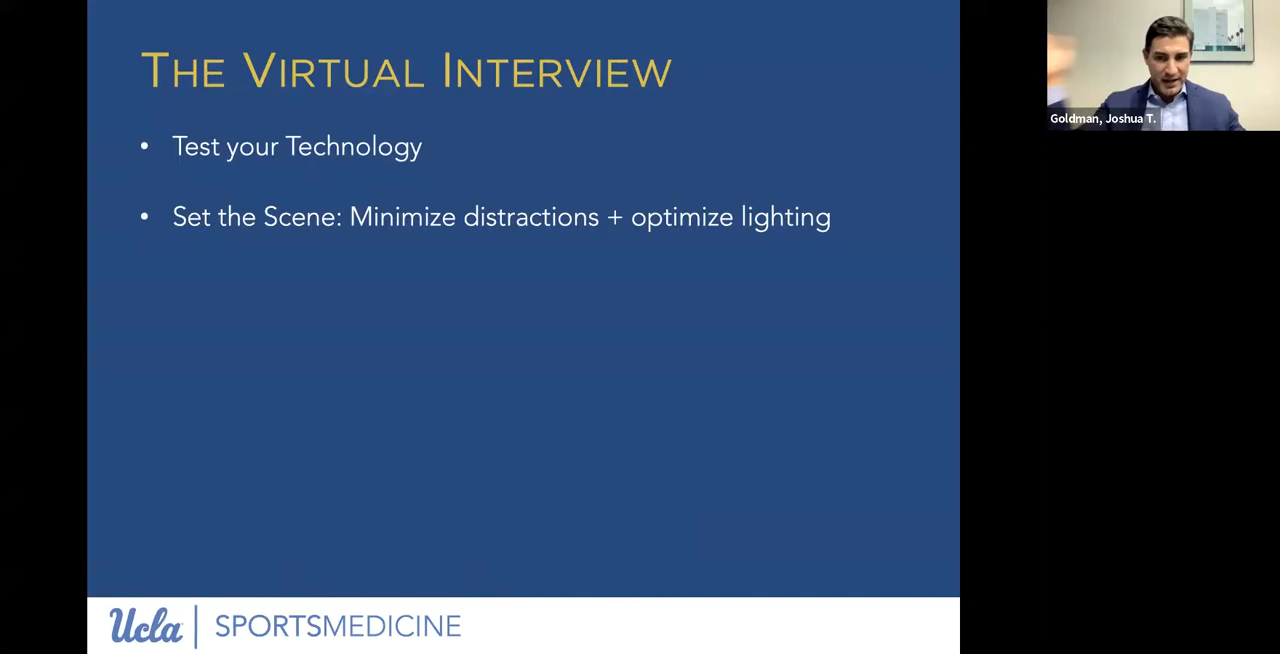 THE VIRTUAL INTERVIEW
• Test your Technology
• Set the Scene: Minimize distractions + optimize lighting
Goldman, Joshua T.
Ucla | SPORTSMEDICINE